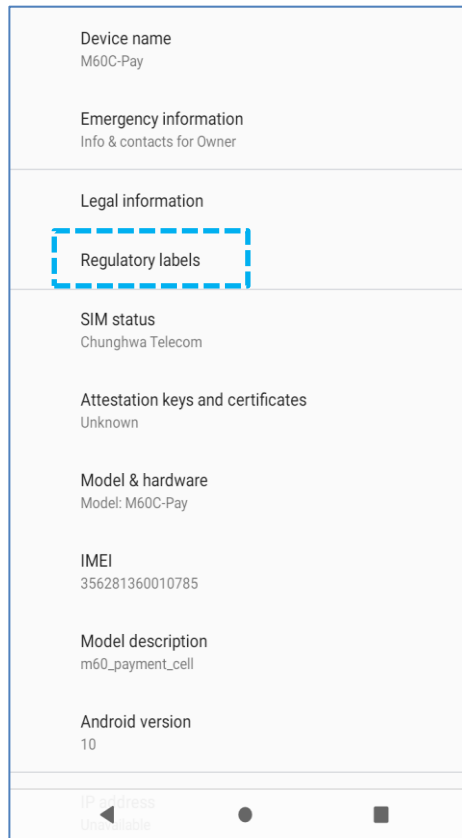 Device name
M60C-Pay
Emergency information
Info & contacts for Owner
Legal information
Regulatory labels
SIM status
Chunghwa Telecom
Attestation keys and certificates
Unknown
Model & hardware
Model: M60C-Pay
IMEI
356281360010785
Model description
m60_payment_cell
Android version
10
IP address
Unavailable